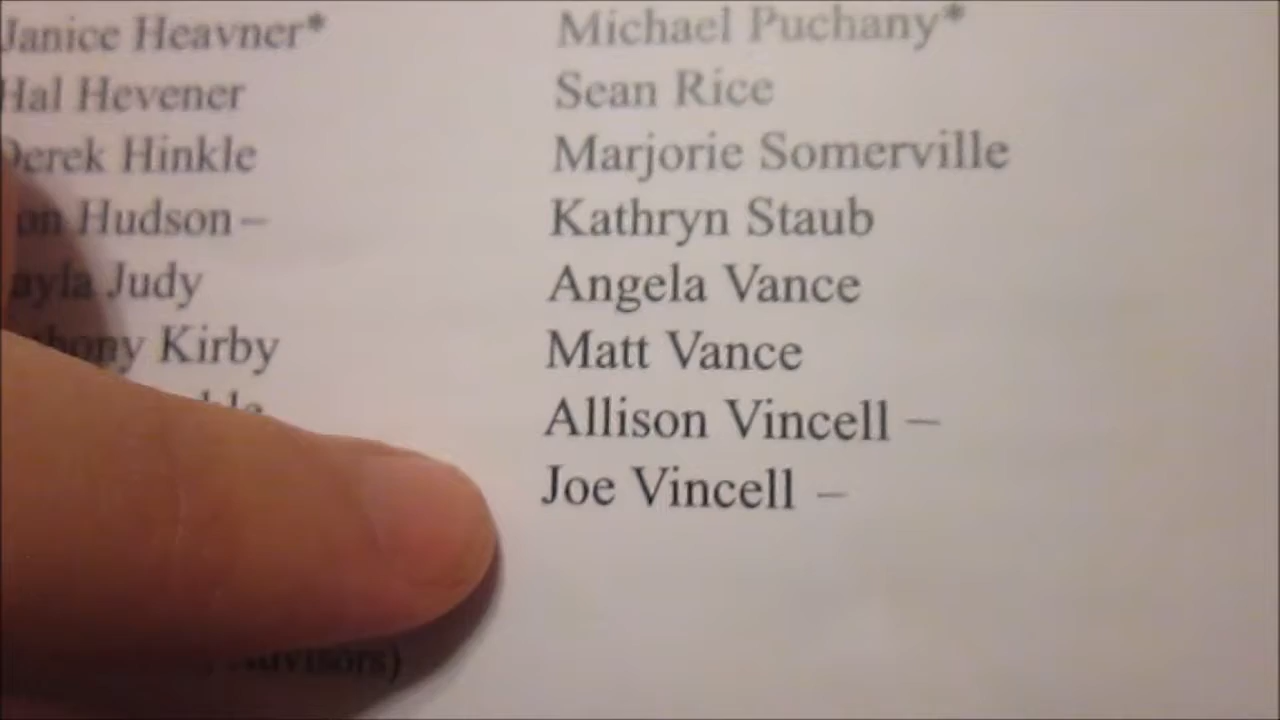 Janice Heavner*
Hal Hevener
Derek Hinkle
Hudson –
Judy
Kirby
Michael Puchany*
Sean Rice
Marjorie Somerville
Kathryn Staub
Angela Vance
Matt Vance
Allison Vincell –
Joe Vincell –